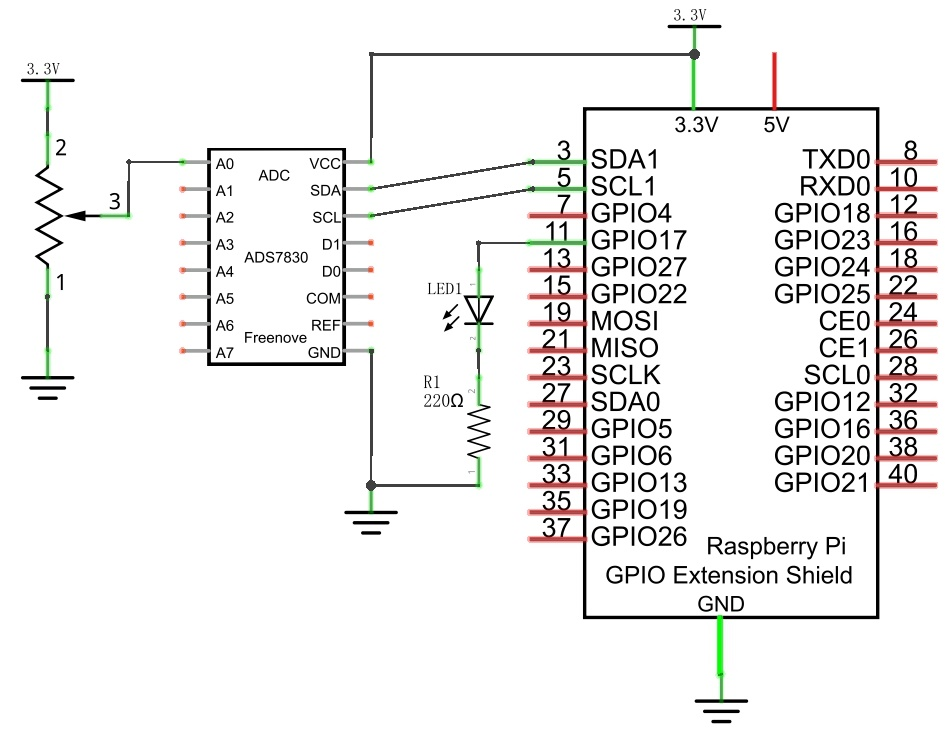 3.3V
3.3V
2
3
1
A0 VCC
ADC
A1 SDA
A2 SCL
A3 D1
ADS7830
A4 D0
A5 COM
A6 REF
Freenove
A7 GND
1
LED1
2
R1
220Ω
2
1
3.3V 5V
3 SDA1 TXD0 8
5 SCL1 RXD0 10
7 GPIO4 GPIO18 12
11 GPIO17 GPIO23 16
13 GPIO27 GPIO24 18
15 GPIO22 GPIO25 22
19 MOSI CE0 24
21 MISO CE1 26
23 SCLK SCL0 28
27 SDA0 GPIO12 32
29 GPIO5 GPIO16 36
31 GPIO6 GPIO20 38
33 GPIO13 GPIO21 40
35 GPIO19
37 GPIO26
Raspberry Pi
GPIO Extension Shield
GND